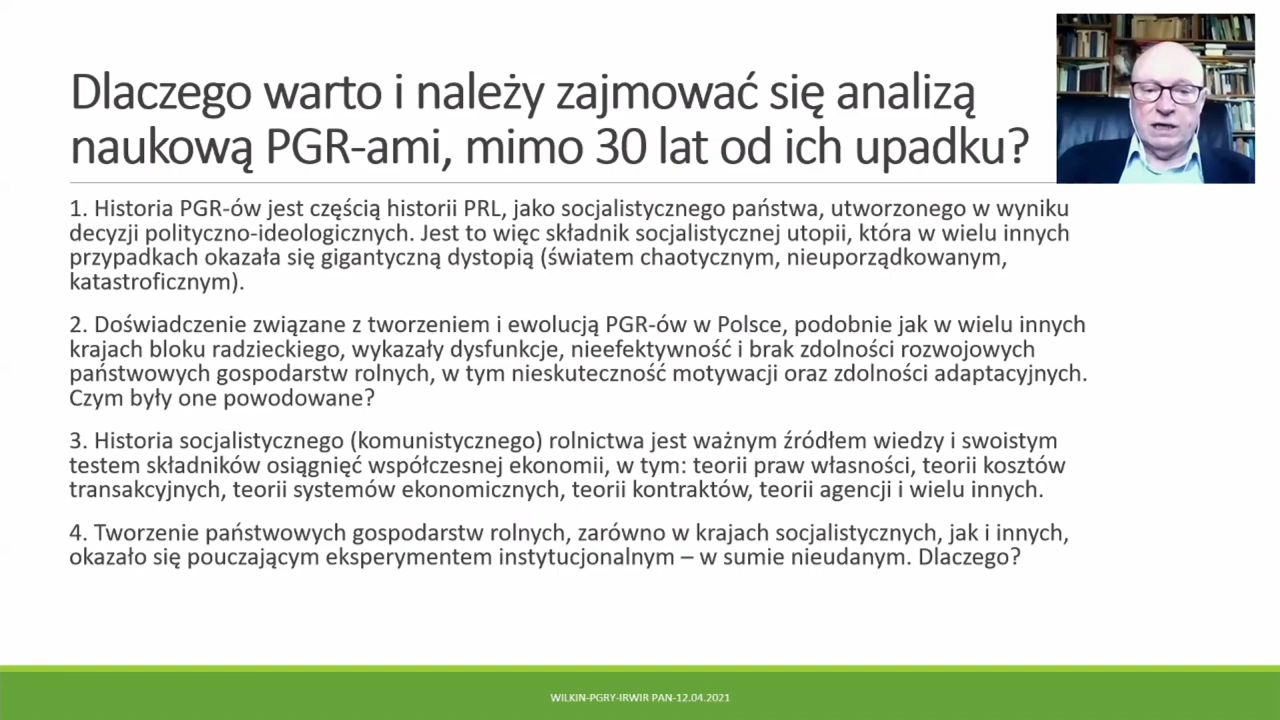 Dlaczego warto i należy zajmować się analizą
naukową PGR-ami, mimo 30 lat od ich upadku?
1. Historia PGR-ów jest częścią historii PRL, jako socjalistycznego państwa, utworzonego w wyniku
decyzji polityczno-ideologicznych. Jest to więc składnik socjalistycznej utopii, która w wielu innych
przypadkach okazała się gigantyczną dystopią (światem chaotycznym, nieuporządkowanym,
katastroficznym).
2. Doświadczenie związane z tworzeniem i ewolucją PGR-ów w Polsce, podobnie jak w wielu innych
krajach bloku radzieckiego, wykazały dysfunkcje, nieefektywność i brak zdolności rozwojowych
państwowych gospodarstw rolnych, w tym nieskuteczność motywacji oraz zdolności adaptacyjnych.
Czym były one powodowane?
3. Historia socjalistycznego (komunistycznego) rolnictwa jest ważnym źródłem wiedzy i swoistym
testem składników osiągnięć współczesnej ekonomii, w tym: teorii praw własności, teorii kosztów
transakcyjnych, teorii systemów ekonomicznych, teorii kontraktów, teorii agencji i wielu innych.
4. Tworzenie państwowych gospodarstw rolnych, zarówno w krajach socjalistycznych, jak i innych,
okazało się pouczającym eksperymentem instytucjonalnym – w sumie nieudanym. Dlaczego?
WILKIN-PGRY-IRWIR PAN-12.04.2021